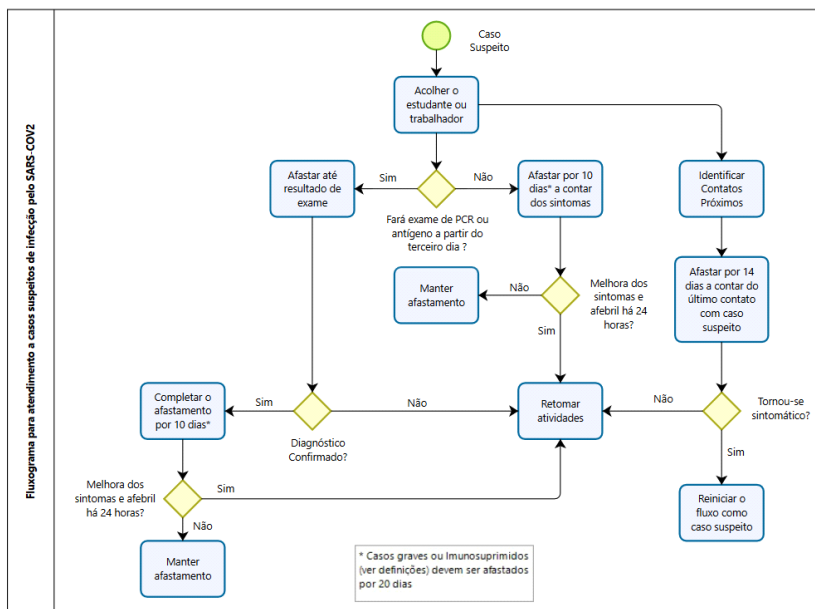 Fluxograma para atendimento a casos suspeitos de infecção pelo SARS-COV2
Caso
Suspeito
Acolher o
estudante ou
trabalhador
Afastar até
resultado de
exame
Sim
Não
Fará exame de PCR ou
antígeno a partir do
terceiro dia ?
Afastar por 10
dias* a contar
dos sintomas
Identificar
Contatos
Próximos
Manter
afastamento
Não
Melhora dos
sintomas e
afebril há 24
horas?
Sim
Afastar por 14
dias a contar do
último contato
com caso
suspeito
Completar o
afastamento
por 10 dias*
Sim
Diagnóstico
Confirmado?
Não
Retomar
atividades
Não
Tornou-se
sintomático?
Sim
Melhora dos
sintomas e afebril
há 24 horas?
Sim
Não
Manter
afastamento
Reiniciar o
fluxo como
caso suspeito
* Casos graves ou Imunosuprimidos
(ver definições) devem ser afastados
por 20 dias